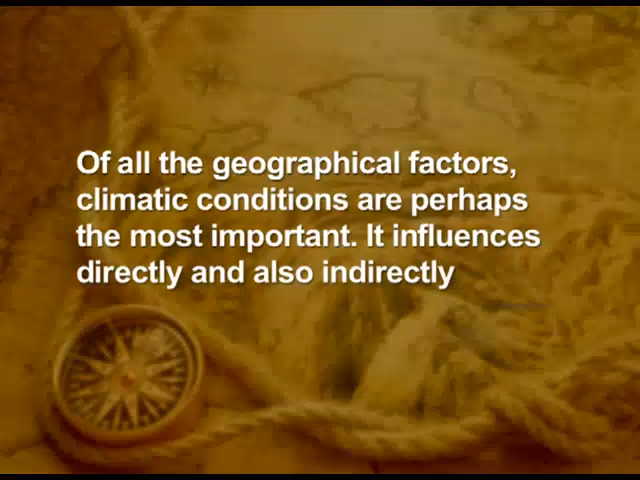 Of all the geographical factors,
climatic conditions are perhaps
the most important. It influences
directly and also indirectly